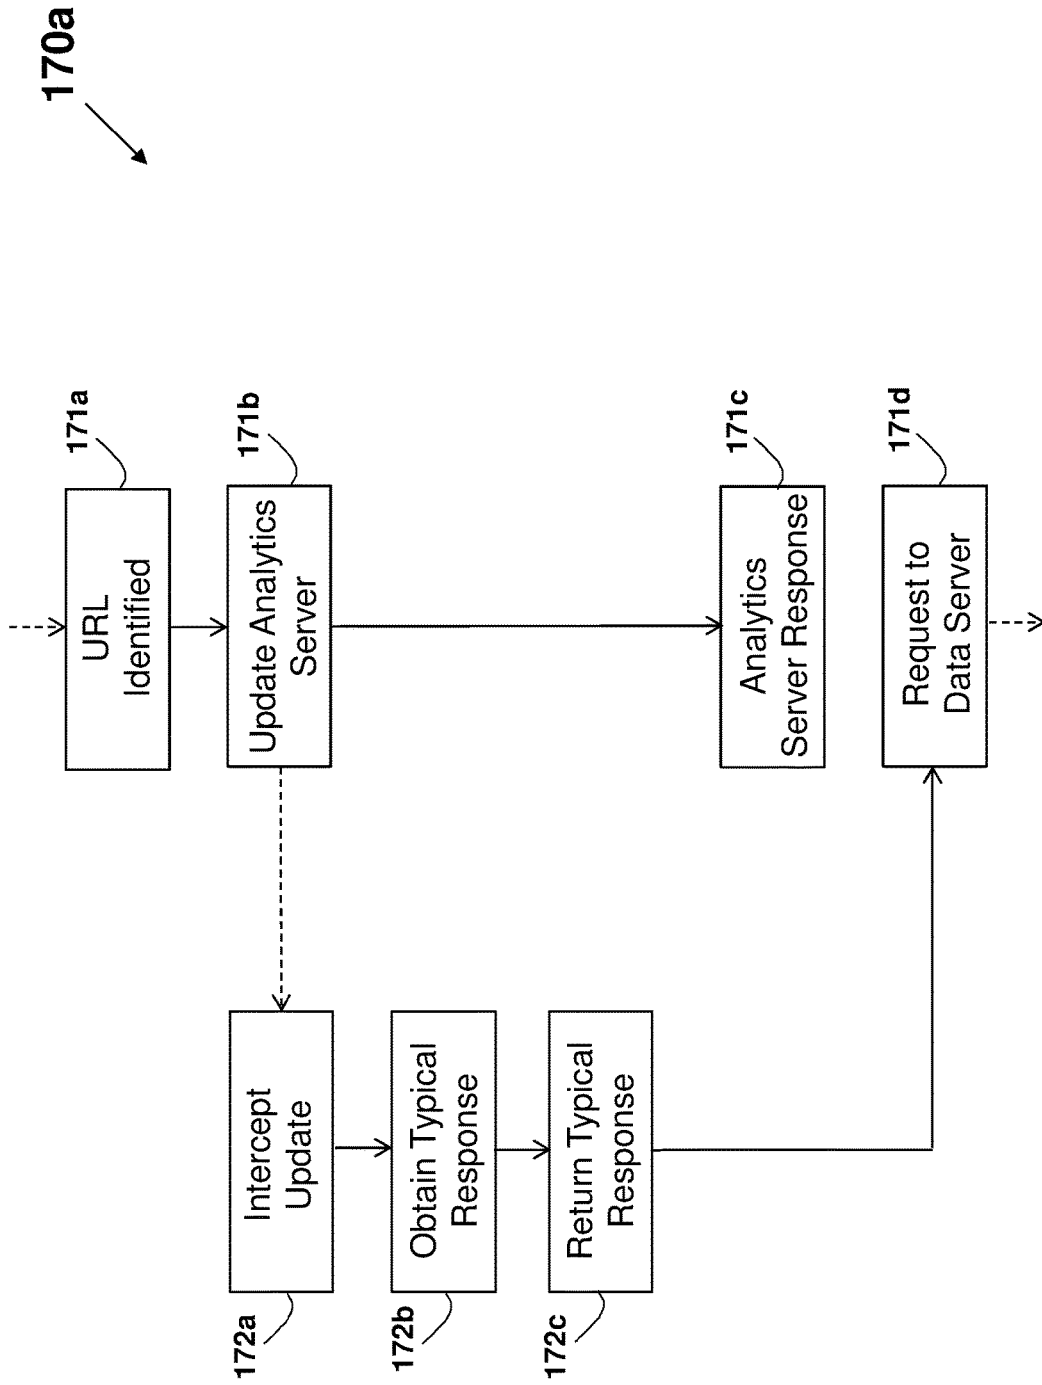 170a
171a
URL
Identified
171b
Update Analytics
Server
172a
Intercept
Update
172b
Obtain Typical
Response
172c
Return Typical
Response
171c
Analytics
Server Response
171d
Request to
Data Server